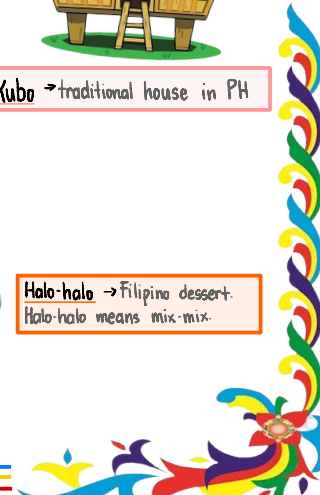 Kubo → traditional house in PH
Halo-halo → Filipino dessert.
Halo-halo means mix-mix.